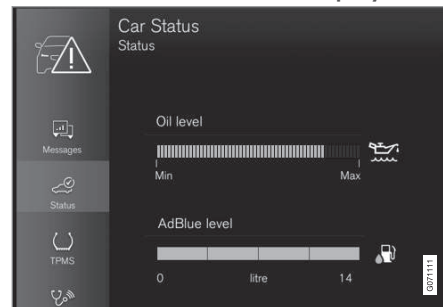 Car Status
Status
Messages
Status
TPMS
Oil level
Min Max
AdBlue level
0 litre 14
G071111